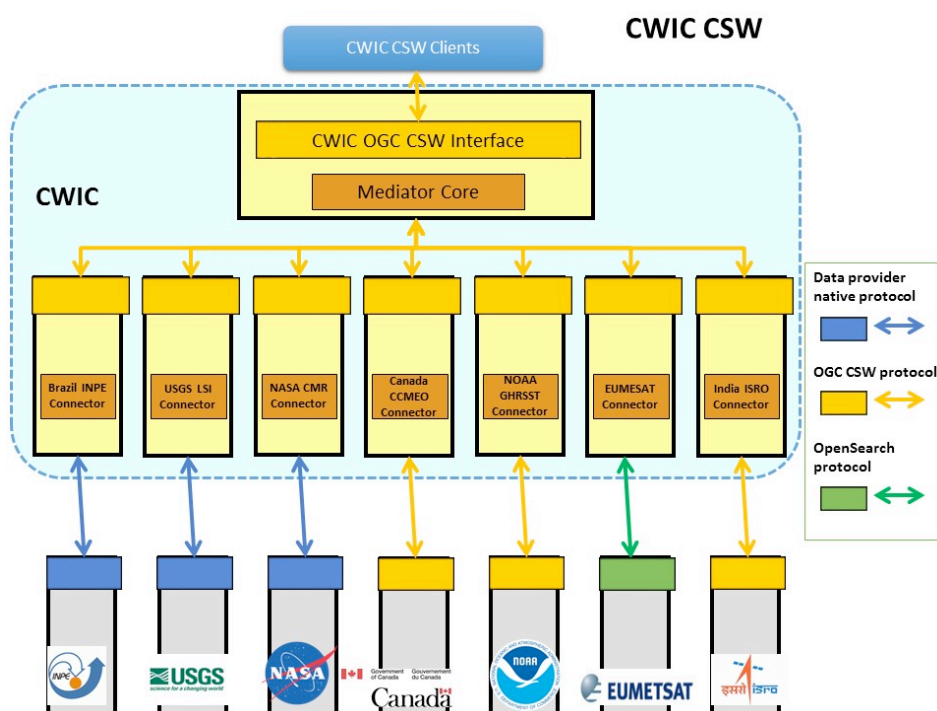 CWIC CSW
CWIC CSW Clients
CWIC OGC CSW Interface
Mediator Core
CWIC
Brazil INPE
Connector
USGS LSI
Connector
NASA CMR
Connector
Canada
CCMEO
Connector
NOAA
GHRSST
Connector
EUMESAT
Connector
India ISRO
Connector
Data provider
native protocol
OGC CSW protocol
OpenSearch
protocol
INPE
USGS
science for a changing world
NASA
Government
of Canada
Gouvernement
du Canada
Canada
NOAA
EUMETSAT
इसरो isro